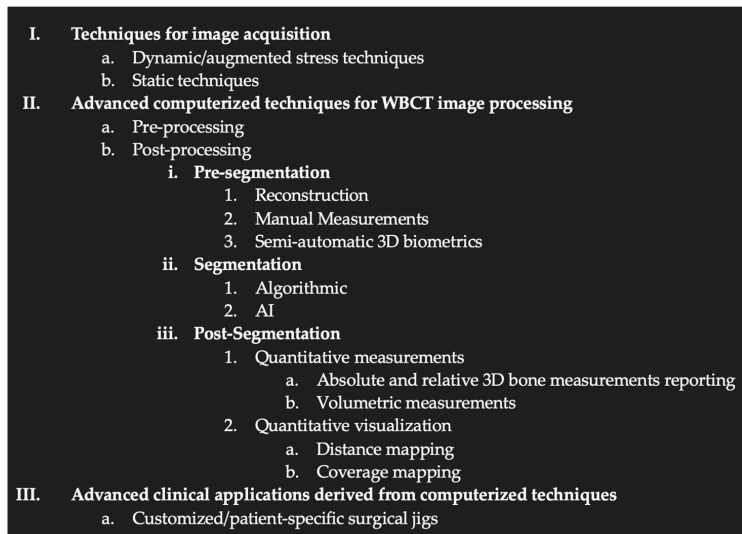 I. Techniques for image acquisition
a. Dynamic/augmented stress techniques
b. Static techniques
II. Advanced computerized techniques for WBCT image processing
a. Pre-processing
b. Post-processing
i. Pre-segmentation
1. Reconstruction
2. Manual Measurements
3. Semi-automatic 3D biometrics
ii. Segmentation
1. Algorithmic
2. AI
iii. Post-Segmentation
1. Quantitative measurements
a. Absolute and relative 3D bone measurements reporting
b. Volumetric measurements
2. Quantitative visualization
a. Distance mapping
b. Coverage mapping
III. Advanced clinical applications derived from computerized techniques
a. Customized/patient-specific surgical jigs